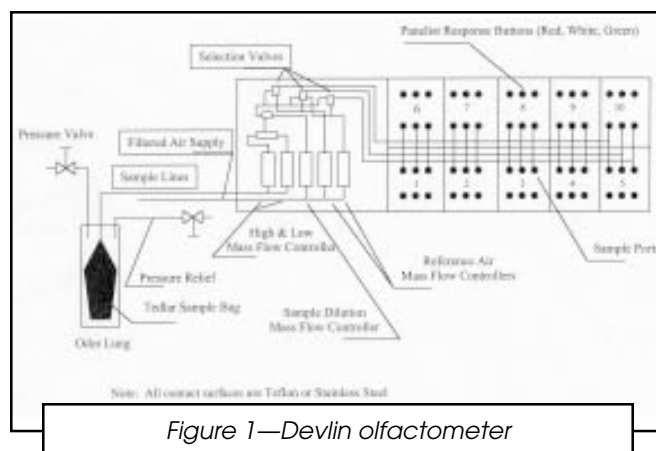 Panelist Response Buttons (Red, White, Green)
Selection Valves
Pressure Valve
Filtered Air Supply
Sample Lines
6 7 8 9 10
1 2 3 4 5
High & Low
Mass Flow Controller
Reference Air
Mass Flow Controllers
Sample Ports
Pressure Relief
Tedlar Sample Bag
Sample Dilution
Mass Flow Controller
Odor Lung
Note: All contact surfaces are Teflon or Stainless Steel
Figure 1—Devlin olfactometer